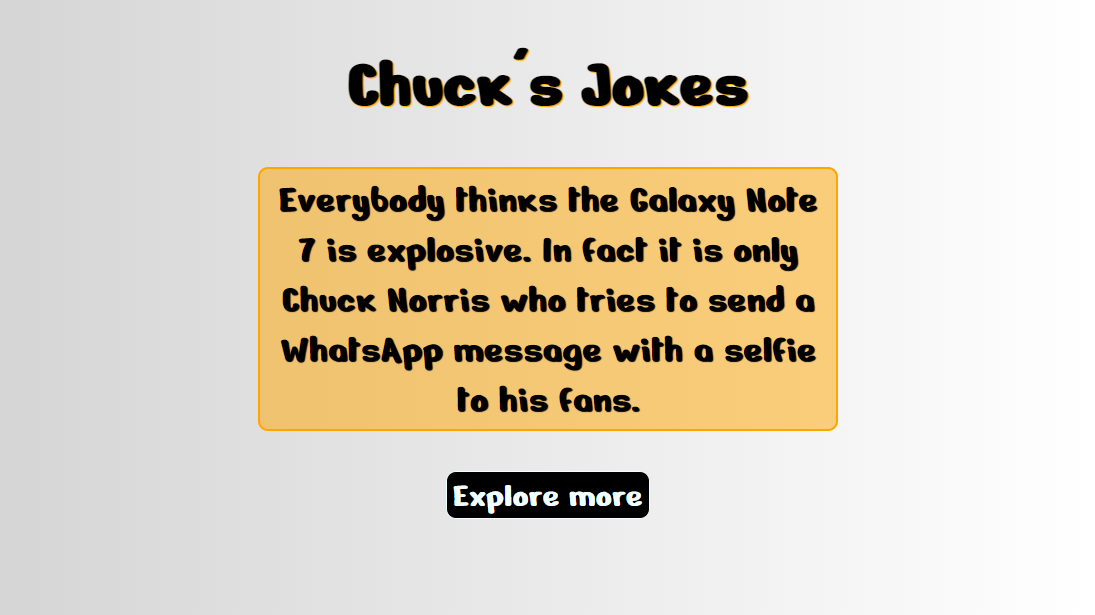 Chuck´s Jokes
Everybody thinks the Galaxy Note
7 is explosive. In fact it is only
Chuck Norris who tries to send a
WhatsApp message with a selfie
to his fans.
Explore more